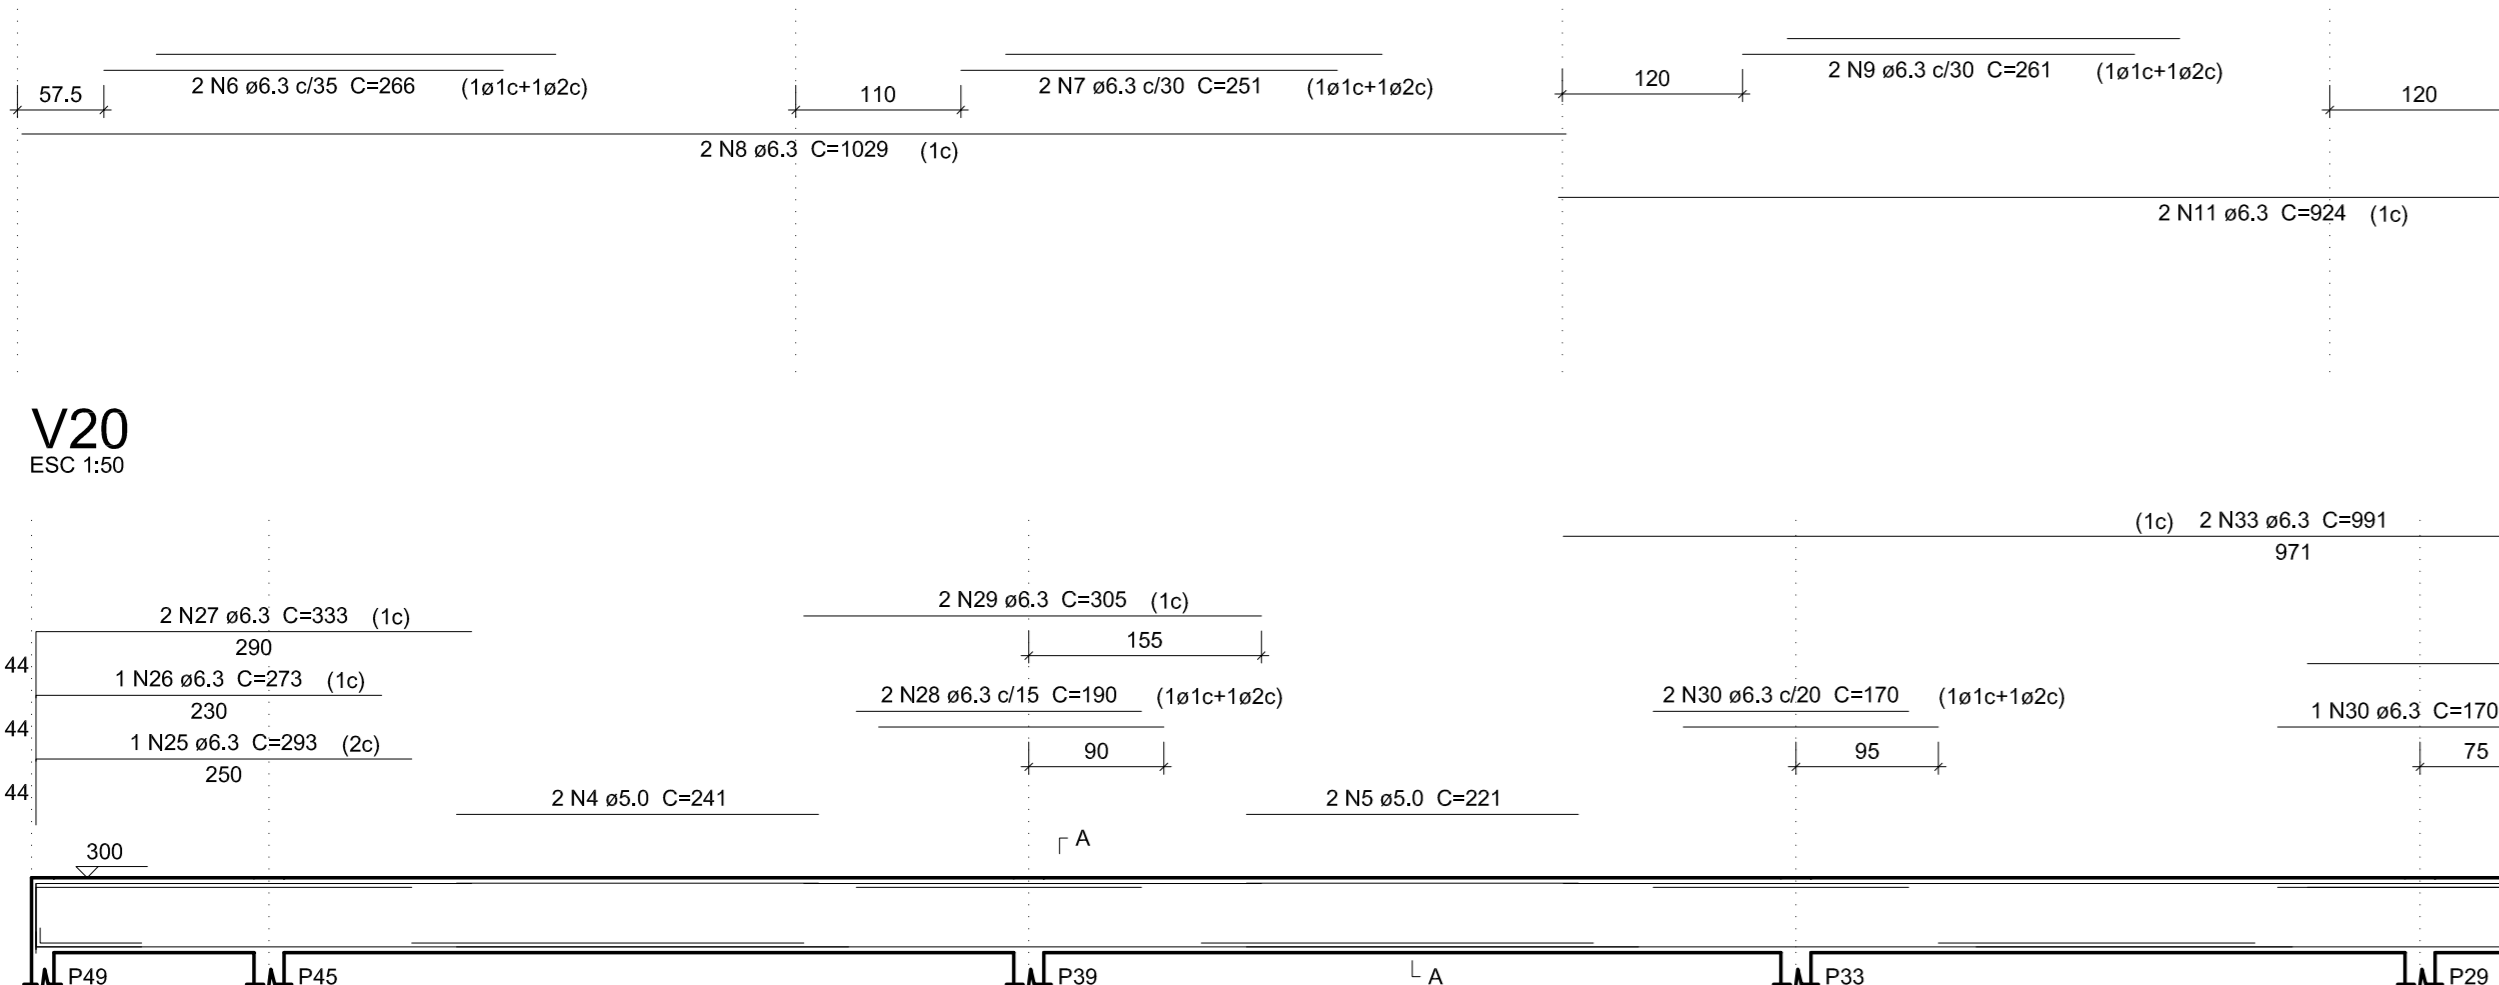 2 N6 ø6.3 c/35 C=266 (1ø1c+1ø2c)
2 N7 ø6.3 c/30 C=251 (1ø1c+1ø2c)
2 N9 ø6.3 c/30 C=261 (1ø1c+1ø2c)
57.5
110
120
120
2 N8 ø6.3 C=1029 (1c)
2 N11 ø6.3 C=924 (1c)
V20
ESC 1:50
(1c) 2 N33 ø6.3 C=991
971
2 N27 ø6.3 C=333 (1c)
290
2 N29 ø6.3 C=305 (1c)
155
44
1 N26 ø6.3 C=273 (1c)
230
2 N28 ø6.3 c/15 C=190 (1ø1c+1ø2c)
2 N30 ø6.3 c/20 C=170 (1ø1c+1ø2c)
1 N30 ø6.3 C=170
44
1 N25 ø6.3 C=293 (2c)
250
90
95
75
44
2 N4 ø5.0 C=241
2 N5 ø5.0 C=221
A
300
P49
P45
P39
A
P33
P29